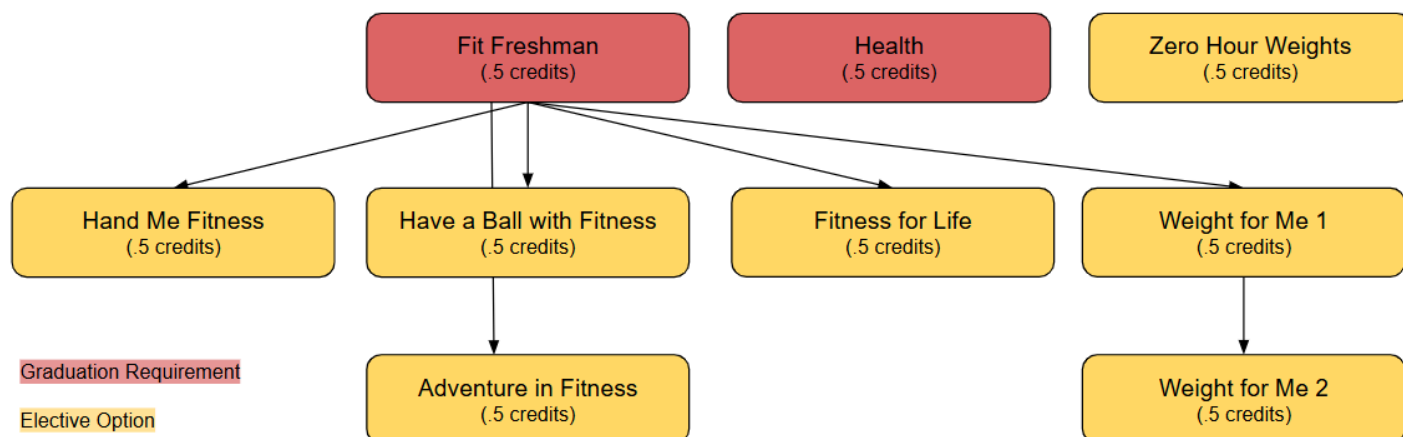 Fit Freshman
(.5 credits)
Health
(.5 credits)
Zero Hour Weights
(.5 credits)
Hand Me Fitness
(.5 credits)
Have a Ball with Fitness
(.5 credits)
Fitness for Life
(.5 credits)
Weight for Me 1
(.5 credits)
Graduation Requirement
Elective Option
Adventure in Fitness
(.5 credits)
Weight for Me 2
(.5 credits)